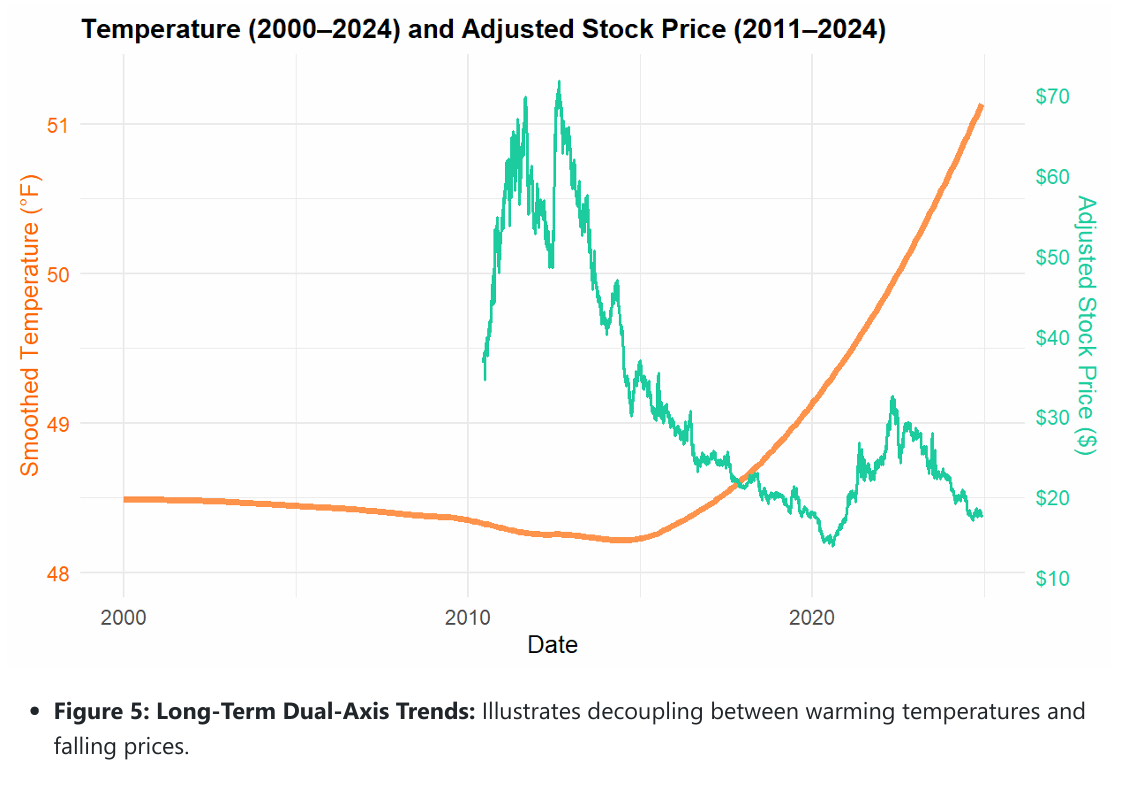 Temperature (2000–2024) and Adjusted Stock Price (2011–2024)
51
50
49
48
Smoothed Temperature (°F)
$70
$60
$50
$40
$30
$20
$10
Adjusted Stock Price ($)
2000
2010
2020
Date
• Figure 5: Long-Term Dual-Axis Trends: Illustrates decoupling between warming temperatures and
falling prices.